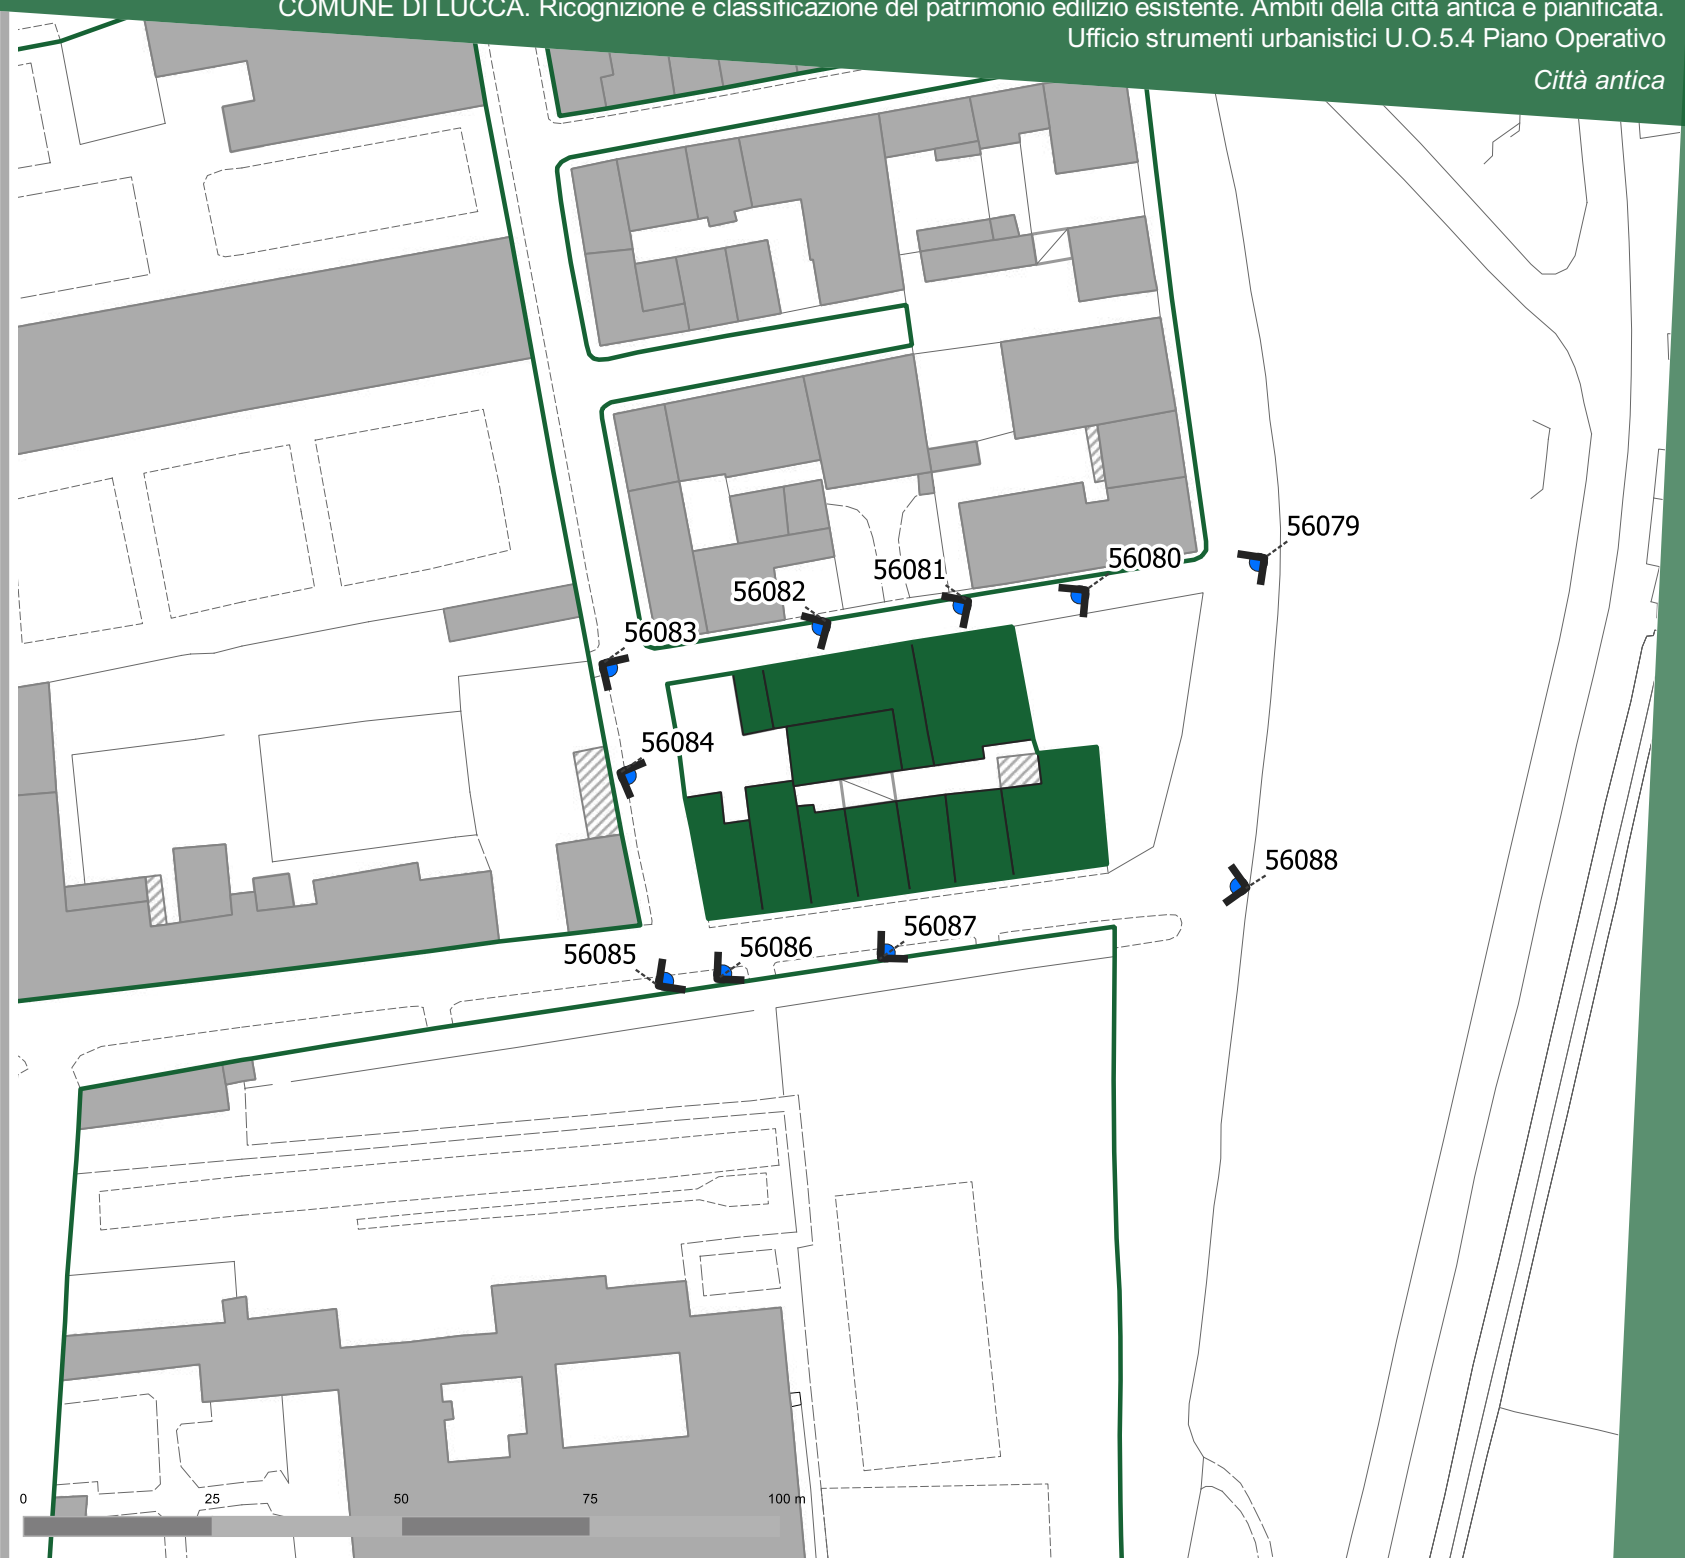 COMUNE DI LUCCA. Ricognizione e classificazione del patrimonio edilizio esistente. Ambiti della città antica e pianificata.
Ufficio strumenti urbanistici U.O.5.4 Piano Operativo
Città antica
56079
56080
56081
56082
56083
56084
56088
56087
56086
56085
0 25 50 75 100 m